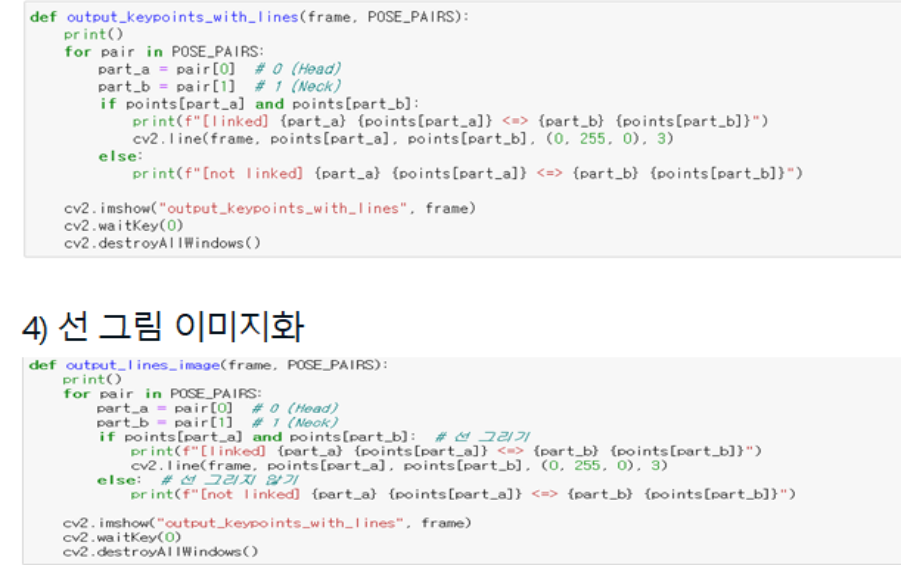 def output_keypoints_with_lines(frame, POSE_PAIRS):
    print()
    for pair in POSE_PAIRS:
        part_a = pair[0]  # 0 (Head)
        part_b = pair[1]  # 1 (Neck)
        if points[part_a] and points[part_b]:
            print(f"[linked] {part_a} {points[part_a]} <=> {part_b} {points[part_b]}")
            cv2.line(frame, points[part_a], points[part_b], (0, 255, 0), 3)
        else:
            print(f"[not linked] {part_a} {points[part_a]} <=> {part_b} {points[part_b]}")
    cv2.imshow("output_keypoints_with_lines", frame)
    cv2.waitKey(0)
    cv2.destroyAllWindows()
4) 선 그림 이미지화
def output_lines_image(frame, POSE_PAIRS):
    print()
    for pair in POSE_PAIRS:
        part_a = pair[0]  # 0 (Head)
        part_b = pair[1]  # 1 (Neck)
        if points[part_a] and points[part_b]:  # 선 그리기
            print(f"[linked] {part_a} {points[part_a]} <=> {part_b} {points[part_b]}")
            cv2.line(frame, points[part_a], points[part_b], (0, 255, 0), 3)
        else:  # 선 그리지 않기
            print(f"[not linked] {part_a} {points[part_a]} <=> {part_b} {points[part_b]}")
    cv2.imshow("output_keypoints_with_lines", frame)
    cv2.waitKey(0)
    cv2.destroyAllWindows()